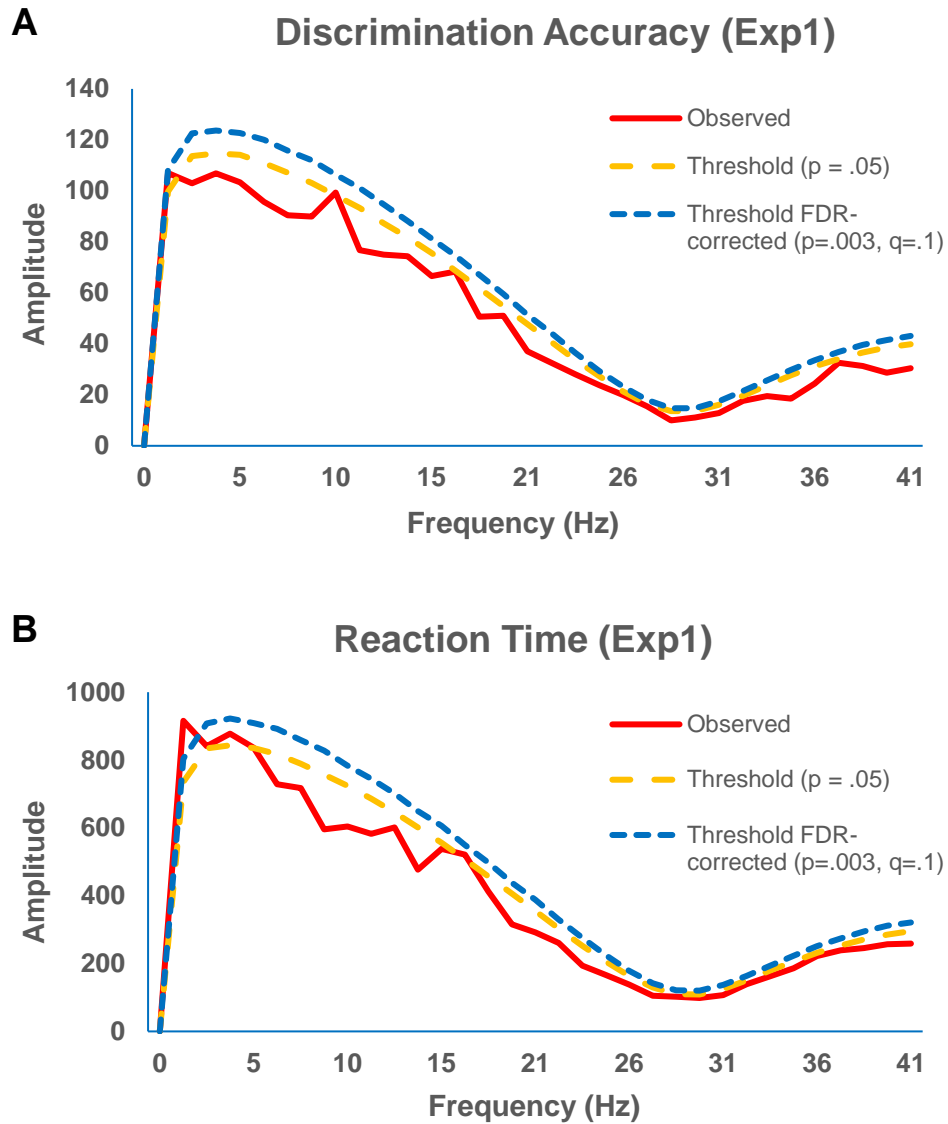 A
Discrimination Accuracy (Exp1)
140
120
100
80
60
40
20
0
Amplitude
Observed
Threshold (p = .05)
Threshold FDR-
corrected (p=.003, q=.1)
0 5 10 15 21 26 31 36 41
Frequency (Hz)
B
Reaction Time (Exp1)
1000
800
600
400
200
0
Amplitude
Observed
Threshold (p = .05)
Threshold FDR-
corrected (p=.003, q=.1)
0 5 10 15 21 26 31 36 41
Frequency (Hz)